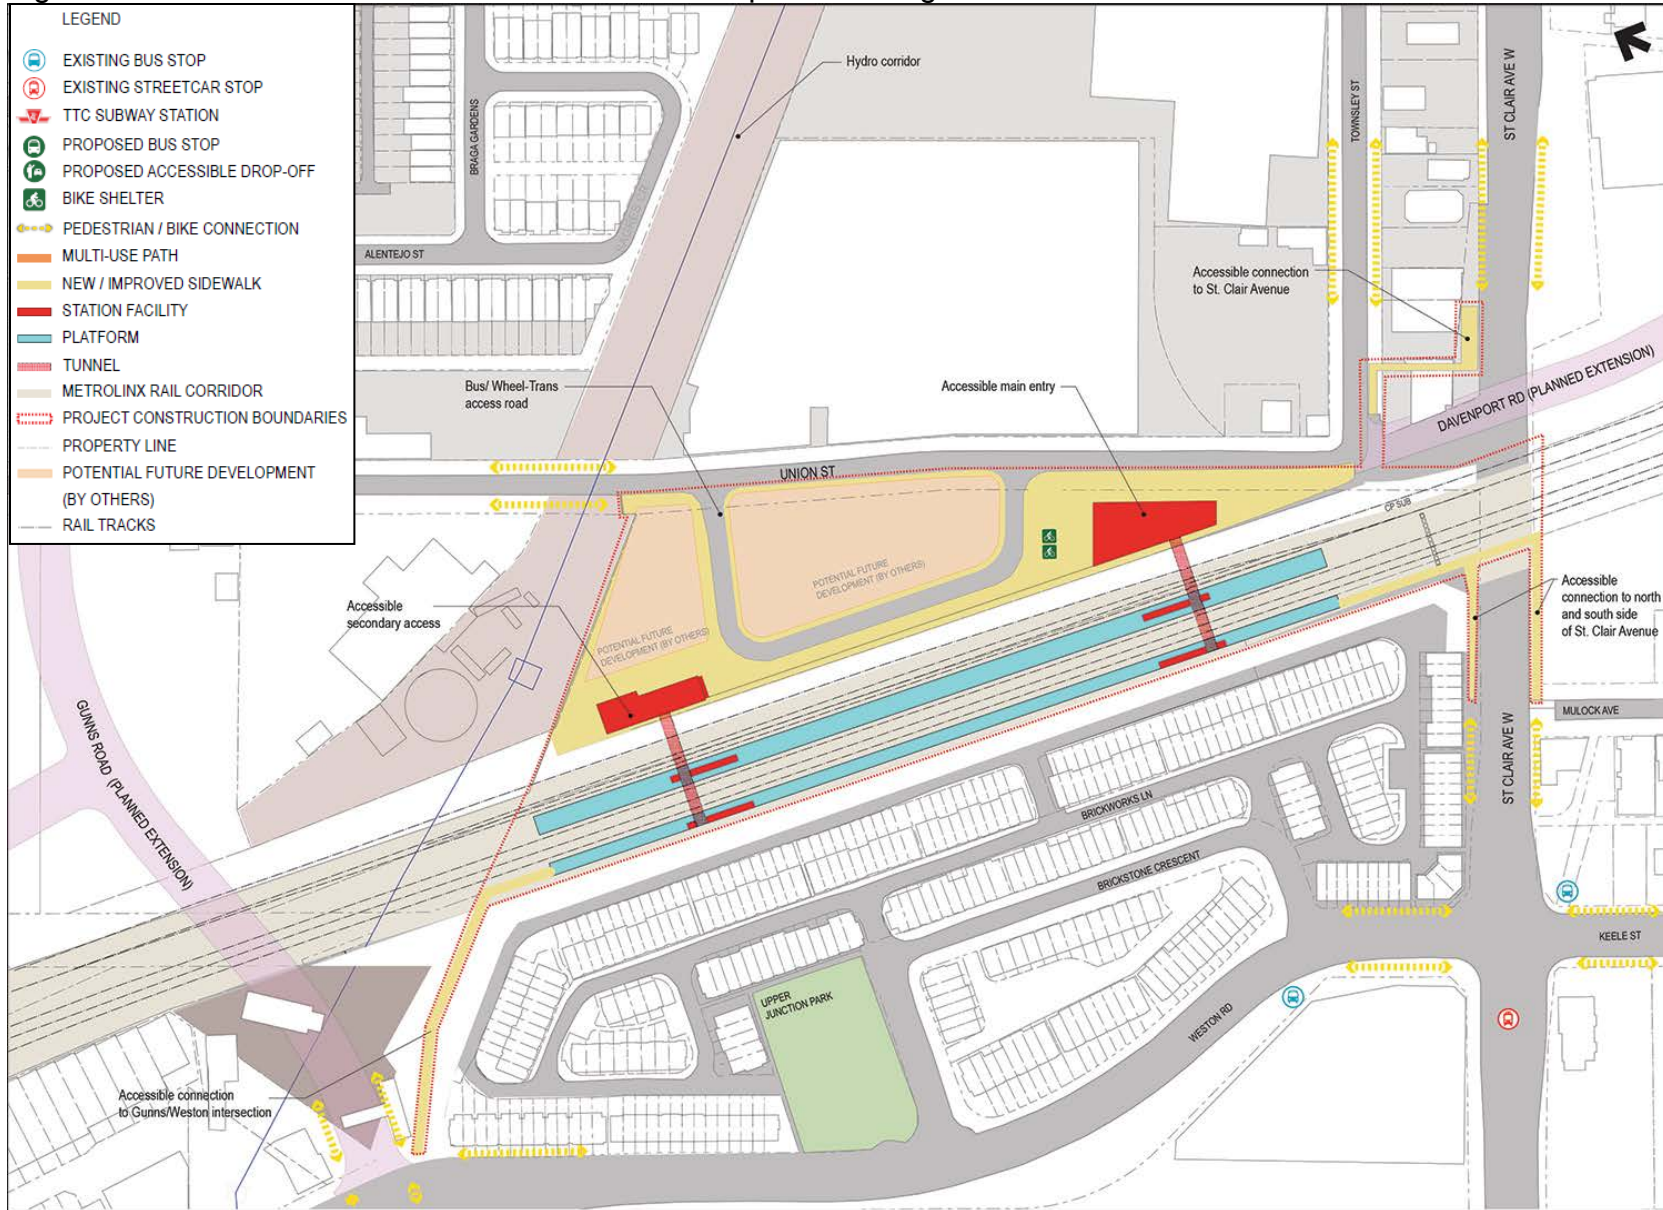 LEGEND
EXISTING BUS STOP
EXISTING STREETCAR STOP
TTC SUBWAY STATION
PROPOSED BUS STOP
PROPOSED ACCESSIBLE DROP-OFF
BIKE SHELTER
PEDESTRIAN / BIKE CONNECTION
MULTI-USE PATH
NEW / IMPROVED SIDEWALK
STATION FACILITY
PLATFORM
TUNNEL
METROLINX RAIL CORRIDOR
PROJECT CONSTRUCTION BOUNDARIES
PROPERTY LINE
POTENTIAL FUTURE DEVELOPMENT
(BY OTHERS)
RAIL TRACKS
Hydro corridor
BRAGA GARDENS
ALENTEJO ST
TOWNSLEY ST
ST CLAIR AVE W
Accessible connection
to St. Clair Avenue
DAVENPORT RD (PLANNED EXTENSION)
Bus/ Wheel-Trans
access road
Accessible main entry
UNION ST
CP SUB
POTENTIAL FUTURE
DEVELOPMENT (BY OTHERS)
POTENTIAL FUTURE
DEVELOPMENT (BY OTHERS)
Accessible
secondary access
Accessible
connection to north
and south side
of St. Clair Avenue
MULOCK AVE
ST CLAIR AVE W
GUNNS ROAD (PLANNED EXTENSION)
BRICKWORKS LN
BRICKSTONE CRESCENT
KEELE ST
UPPER
JUNCTION PARK
WESTON RD
Accessible connection
to Gunns/Weston intersection